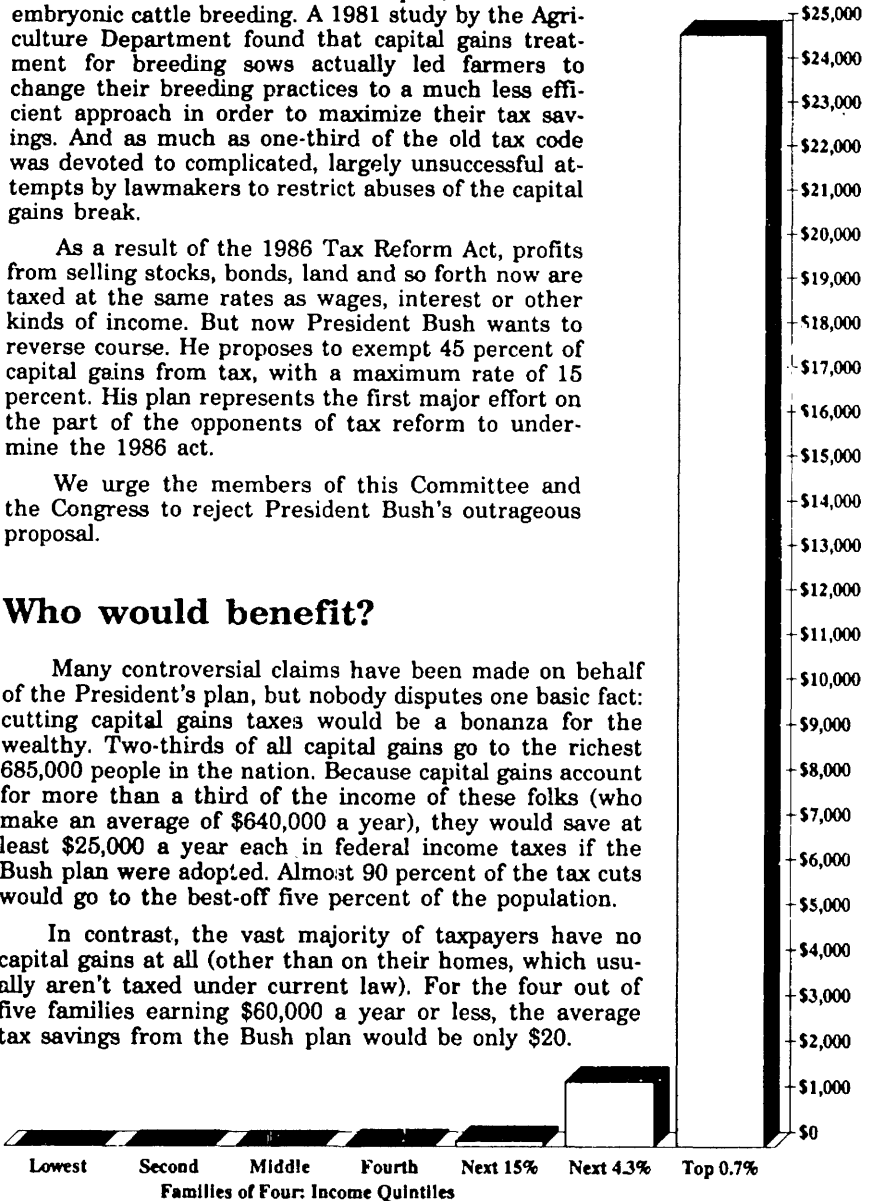 embryonic cattle breeding. A 1981 study by the Agri-
culture Department found that capital gains treat-
ment for breeding sows actually led farmers to
change their breeding practices to a much less effi-
cient approach in order to maximize their tax sav-
ings. And as much as one-third of the old tax code
was devoted to complicated, largely unsuccessful at-
tempts by lawmakers to restrict abuses of the capital
gains break.
As a result of the 1986 Tax Reform Act, profits
from selling stocks, bonds, land and so forth now are
taxed at the same rates as wages, interest or other
kinds of income. But now President Bush wants to
reverse course. He proposes to exempt 45 percent of
capital gains from tax, with a maximum rate of 15
percent. His plan represents the first major effort on
the part of the opponents of tax reform to under-
mine the 1986 act.
We urge the members of this Committee and
the Congress to reject President Bush's outrageous
proposal.
Who would benefit?
Many controversial claims have been made on behalf
of the President's plan, but nobody disputes one basic fact:
cutting capital gains taxes would be a bonanza for the
wealthy. Two-thirds of all capital gains go to the richest
685,000 people in the nation. Because capital gains account
for more than a third of the income of these folks (who
make an average of $640,000 a year), they would save at
least $25,000 a year each in federal income taxes if the
Bush plan were adopted. Almost 90 percent of the tax cuts
would go to the best-off five percent of the population.
In contrast, the vast majority of taxpayers have no
capital gains at all (other than on their homes, which usu-
ally aren't taxed under current law). For the four out of
five families earning $60,000 a year or less, the average
tax savings from the Bush plan would be only $20.
$25,000
$24,000
$23,000
$22,000
$21,000
$20,000
$19,000
$18,000
$17,000
$16,000
$15,000
$14,000
$13,000
$12,000
$11,000
$10,000
$9,000
$8,000
$7,000
$6,000
$5,000
$4,000
$3,000
$2,000
$1,000
$0
Lowest Second Middle Fourth Next 15% Next 4.3% Top 0.7%
Families of Four: Income Quintiles